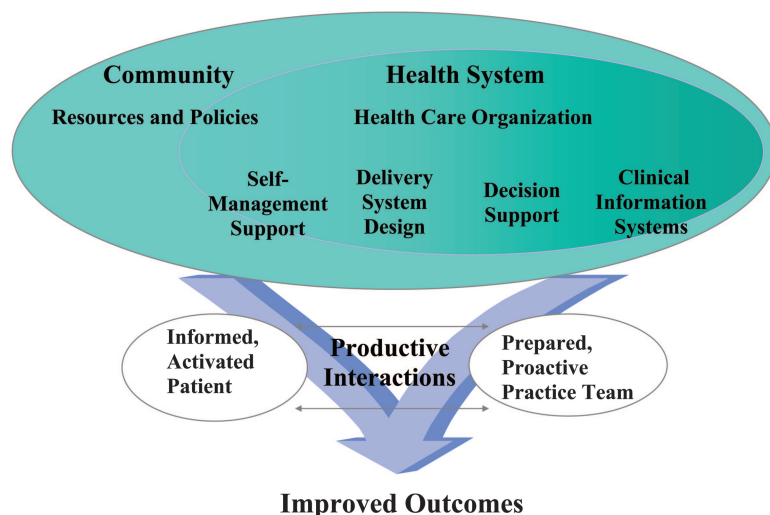 Community
Health System
Resources and Policies
Health Care Organization
Self-
Management
Support
Delivery
System
Design
Decision
Support
Clinical
Information
Systems
Informed,
Activated
Patient
Productive
Interactions
Prepared,
Proactive
Practice Team
Improved Outcomes